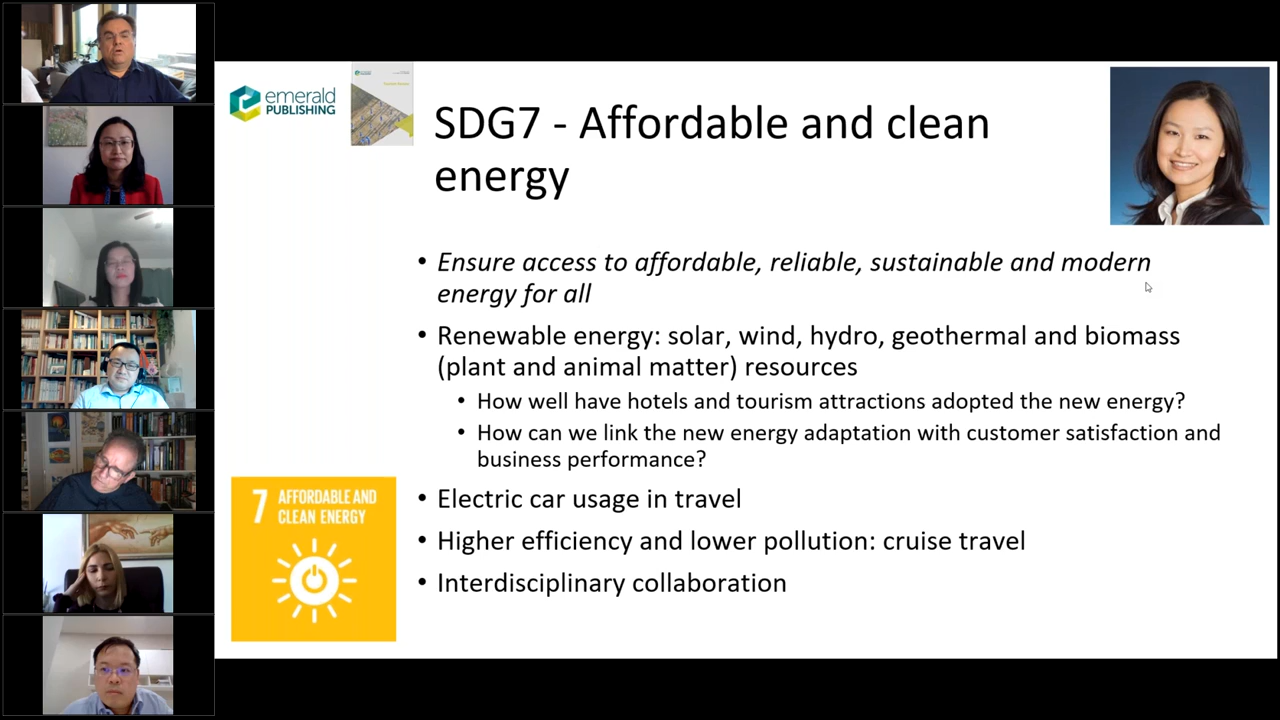 emerald
PUBLISHING
SDG7 - Affordable and clean
energy
• Ensure access to affordable, reliable, sustainable and modern
energy for all
• Renewable energy: solar, wind, hydro, geothermal and biomass
(plant and animal matter) resources
• How well have hotels and tourism attractions adopted the new energy?
• How can we link the new energy adaptation with customer satisfaction and
business performance?
• Electric car usage in travel
• Higher efficiency and lower pollution: cruise travel
• Interdisciplinary collaboration
7 AFFORDABLE AND
CLEAN ENERGY